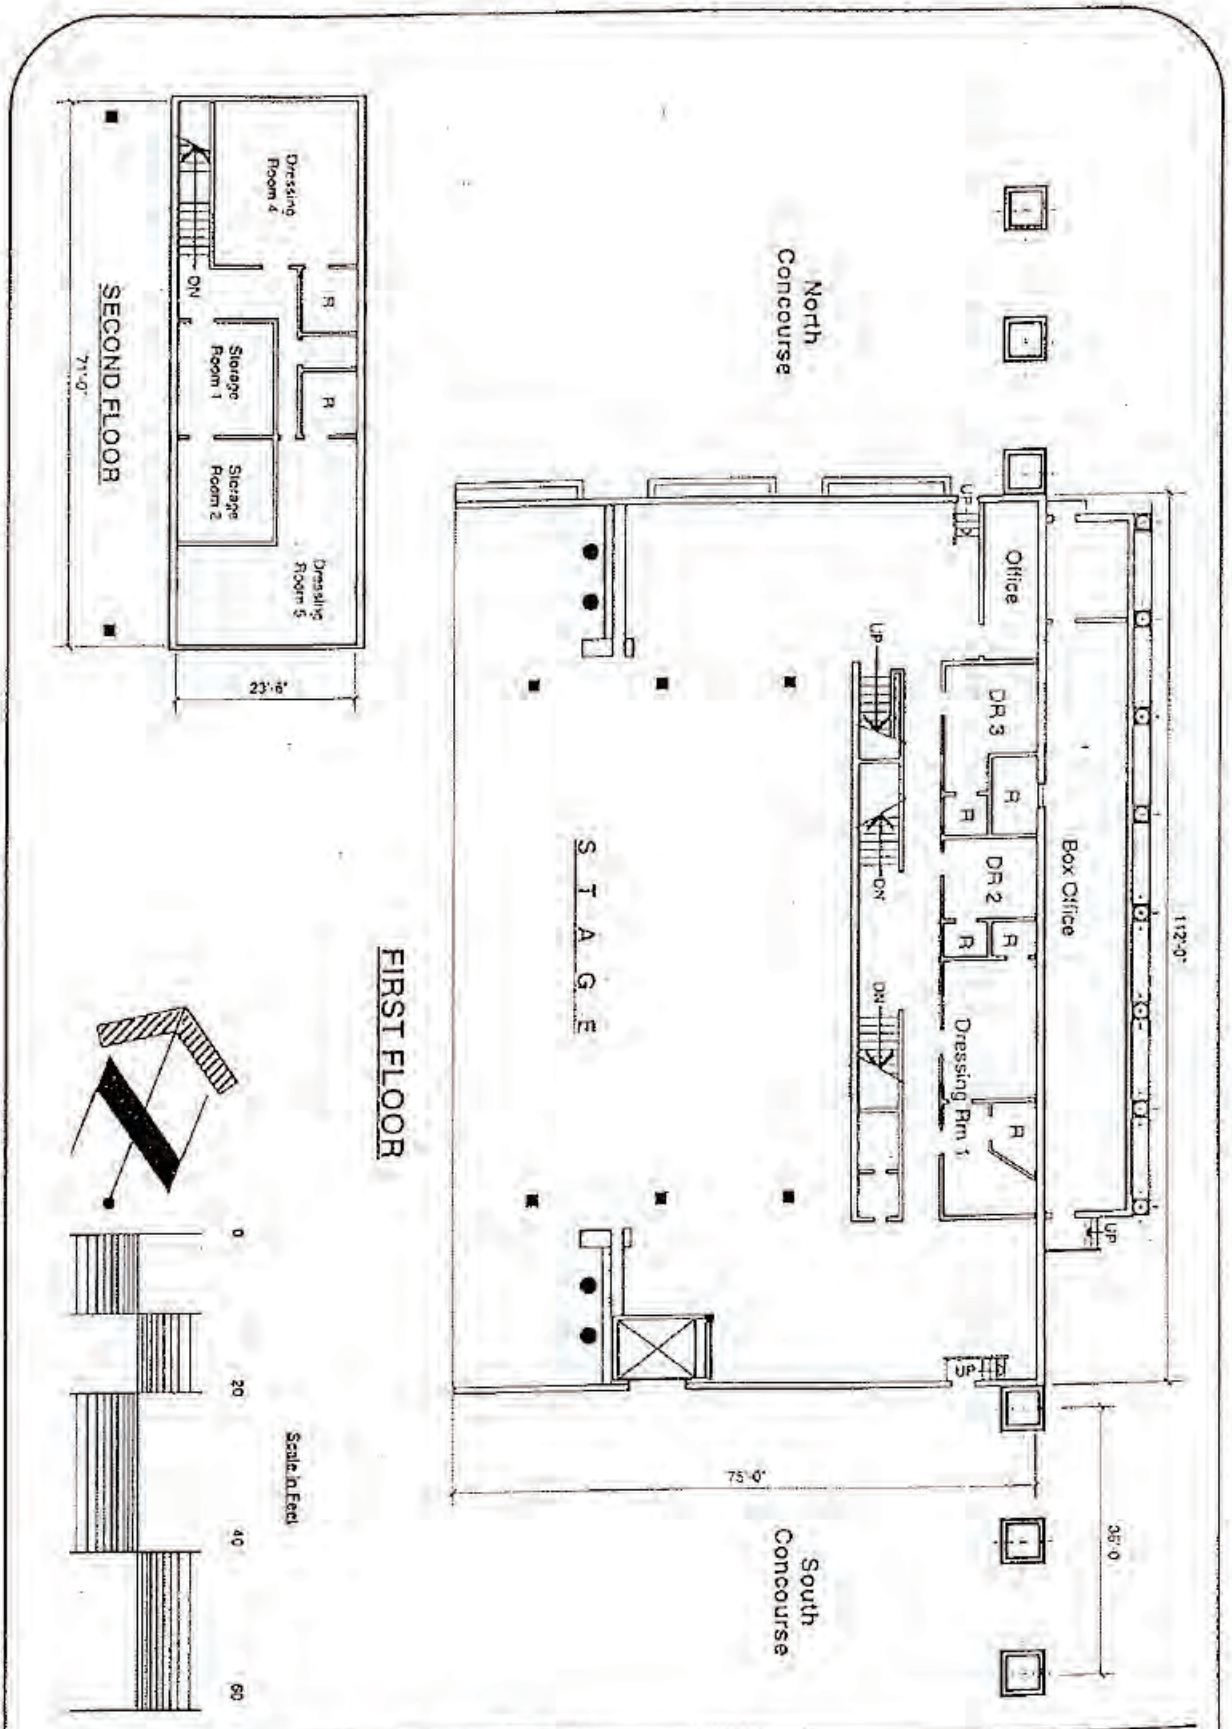 North
Concourse
UP
Office
UP
DR 3
R
R
DN
DR 2
R
R
DN
Dressing Rm 1
R
Box Office
UP
UP
112'-0"
S T A G E
FIRST FLOOR
75'-0"
South
Concourse
Dressing
Room 4
DN
R
R
Storage
Room 1
Storage
Room 2
Dressing
Room 5
SECOND FLOOR
71'-0"
23'-6"
0
20
40
60
Scale in Feet